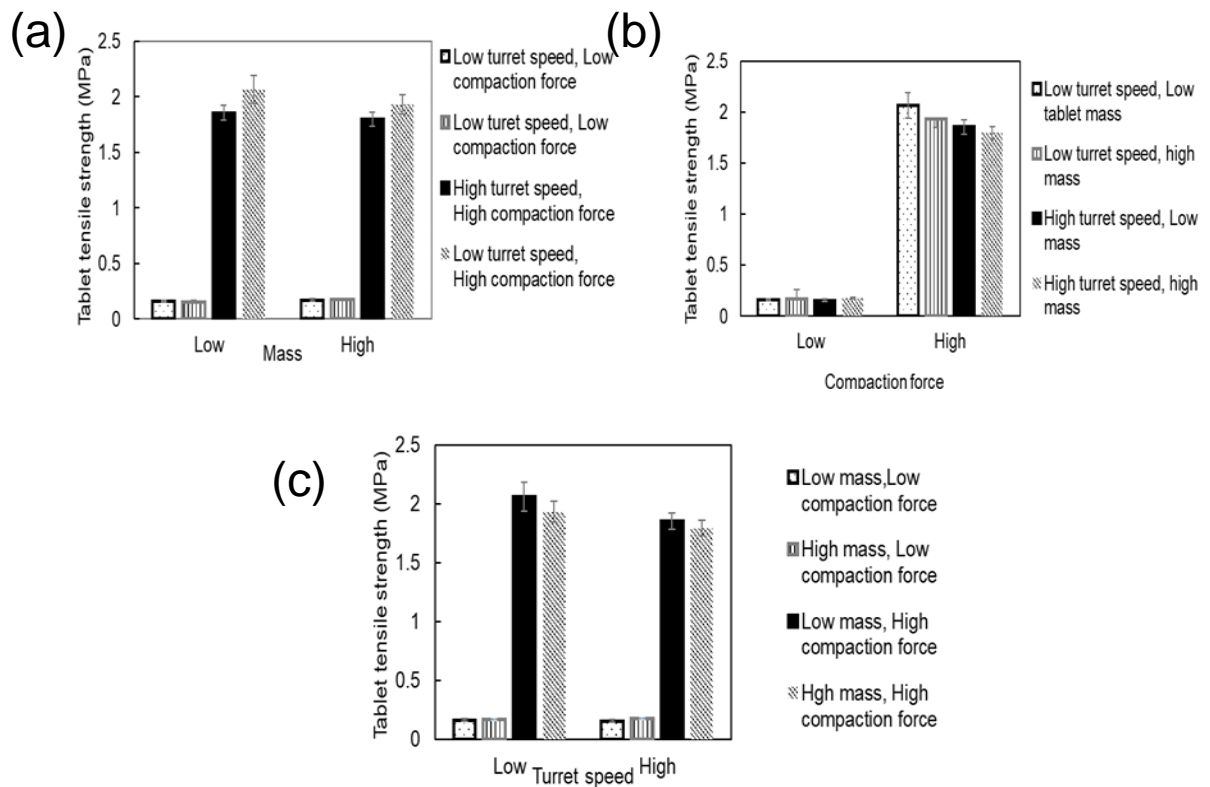 (a)
Tablet tensile strength (MPa)
2.5
2
1.5
1
0.5
0
Low
High
Mass
Low turret speed, Low
compaction force
Low turet speed, Low
compaction force
High turret speed,
High compaction force
Low turret speed,
High compaction force
(b)
Tablet tensile strength (MPa)
2.5
2
1.5
1
0.5
0
Low
High
Compaction force
Low turret speed, Low
tablet mass
Low turret speed, high
mass
High turret speed, Low
mass
High turret speed, high
mass
(c)
Tablet tensile strength (MPa)
2.5
2
1.5
1
0.5
0
Low
High
Turret speed
Low mass,Low
compaction force
High mass, Low
compaction force
Low mass, High
compaction force
Hgh mass, High
compaction force